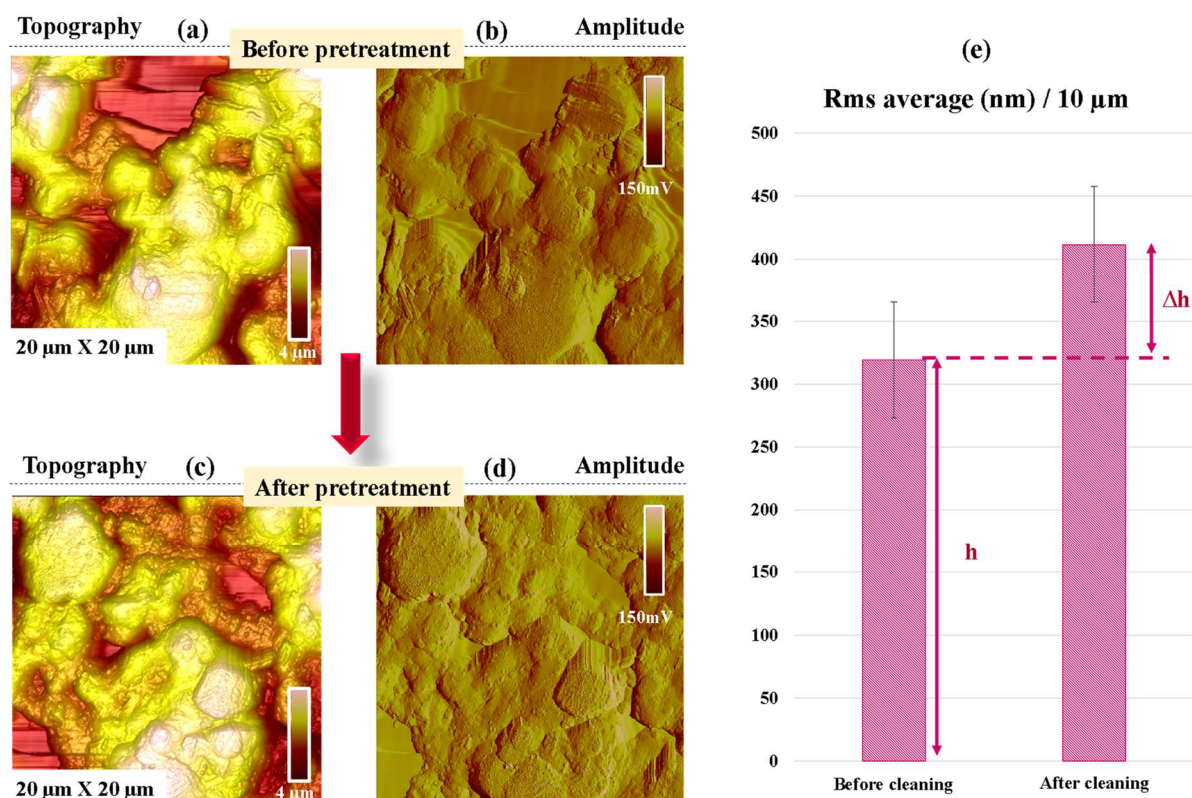 Topography (a) (b) Amplitude
Before pretreatment
150mV
20 µm X 20 µm
4 µm
Topography (c) (d) Amplitude
After pretreatment
150mV
20 µm X 20 µm
4 µm
(e)
Rms average (nm) / 10 µm
500
450
400
350
300
250
200
150
100
50
0
Δh
h
Before cleaning
After cleaning